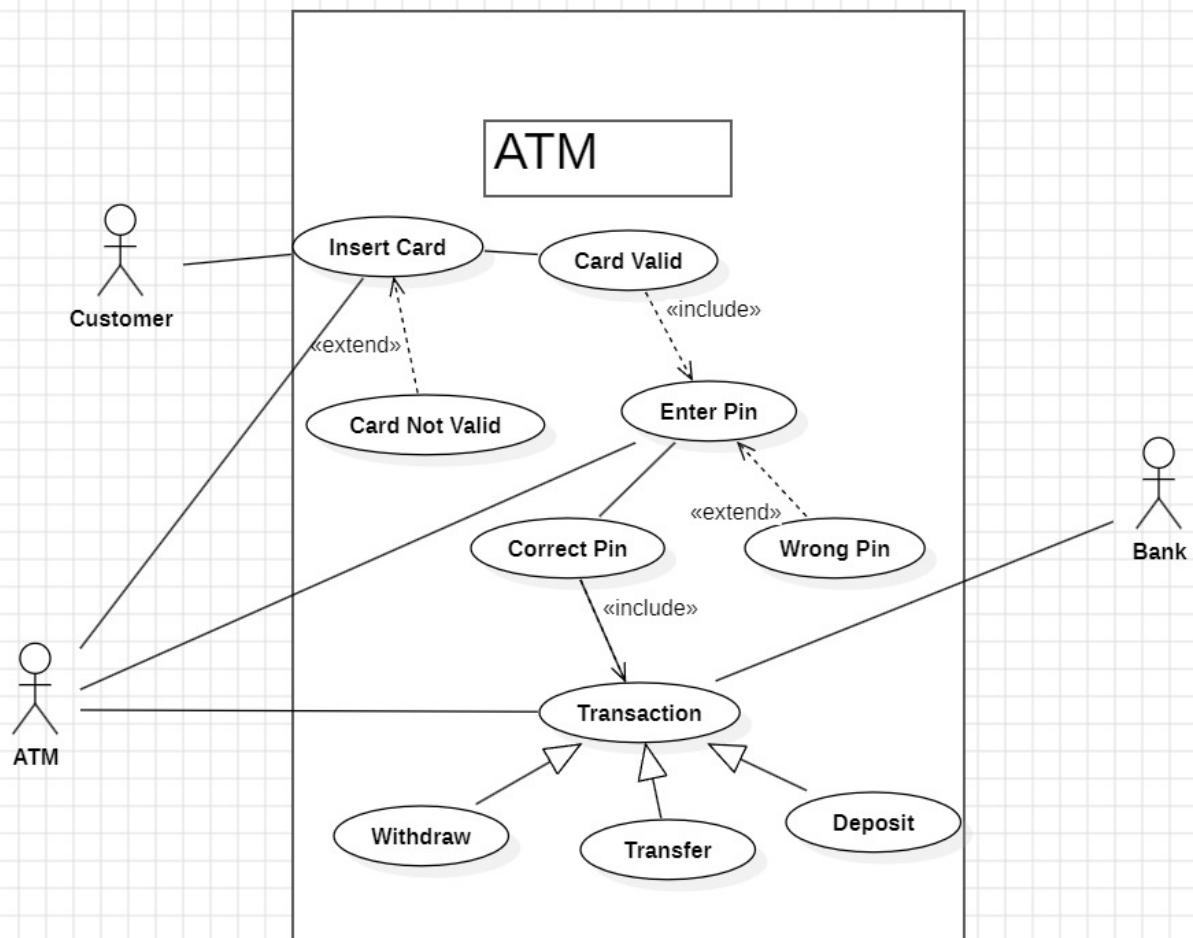 ATM
Insert Card
Card Valid
Customer
«include»
«extend»
Enter Pin
Card Not Valid
«extend»
Correct Pin
Wrong Pin
Bank
«include»
Transaction
ATM
Withdraw
Transfer
Deposit